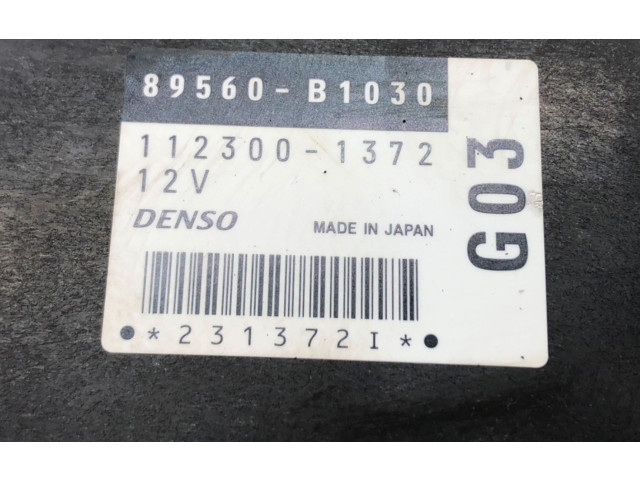 89560-B1030
112300-1372
12V
DENSO MADE IN JAPAN
*231372I*
G03